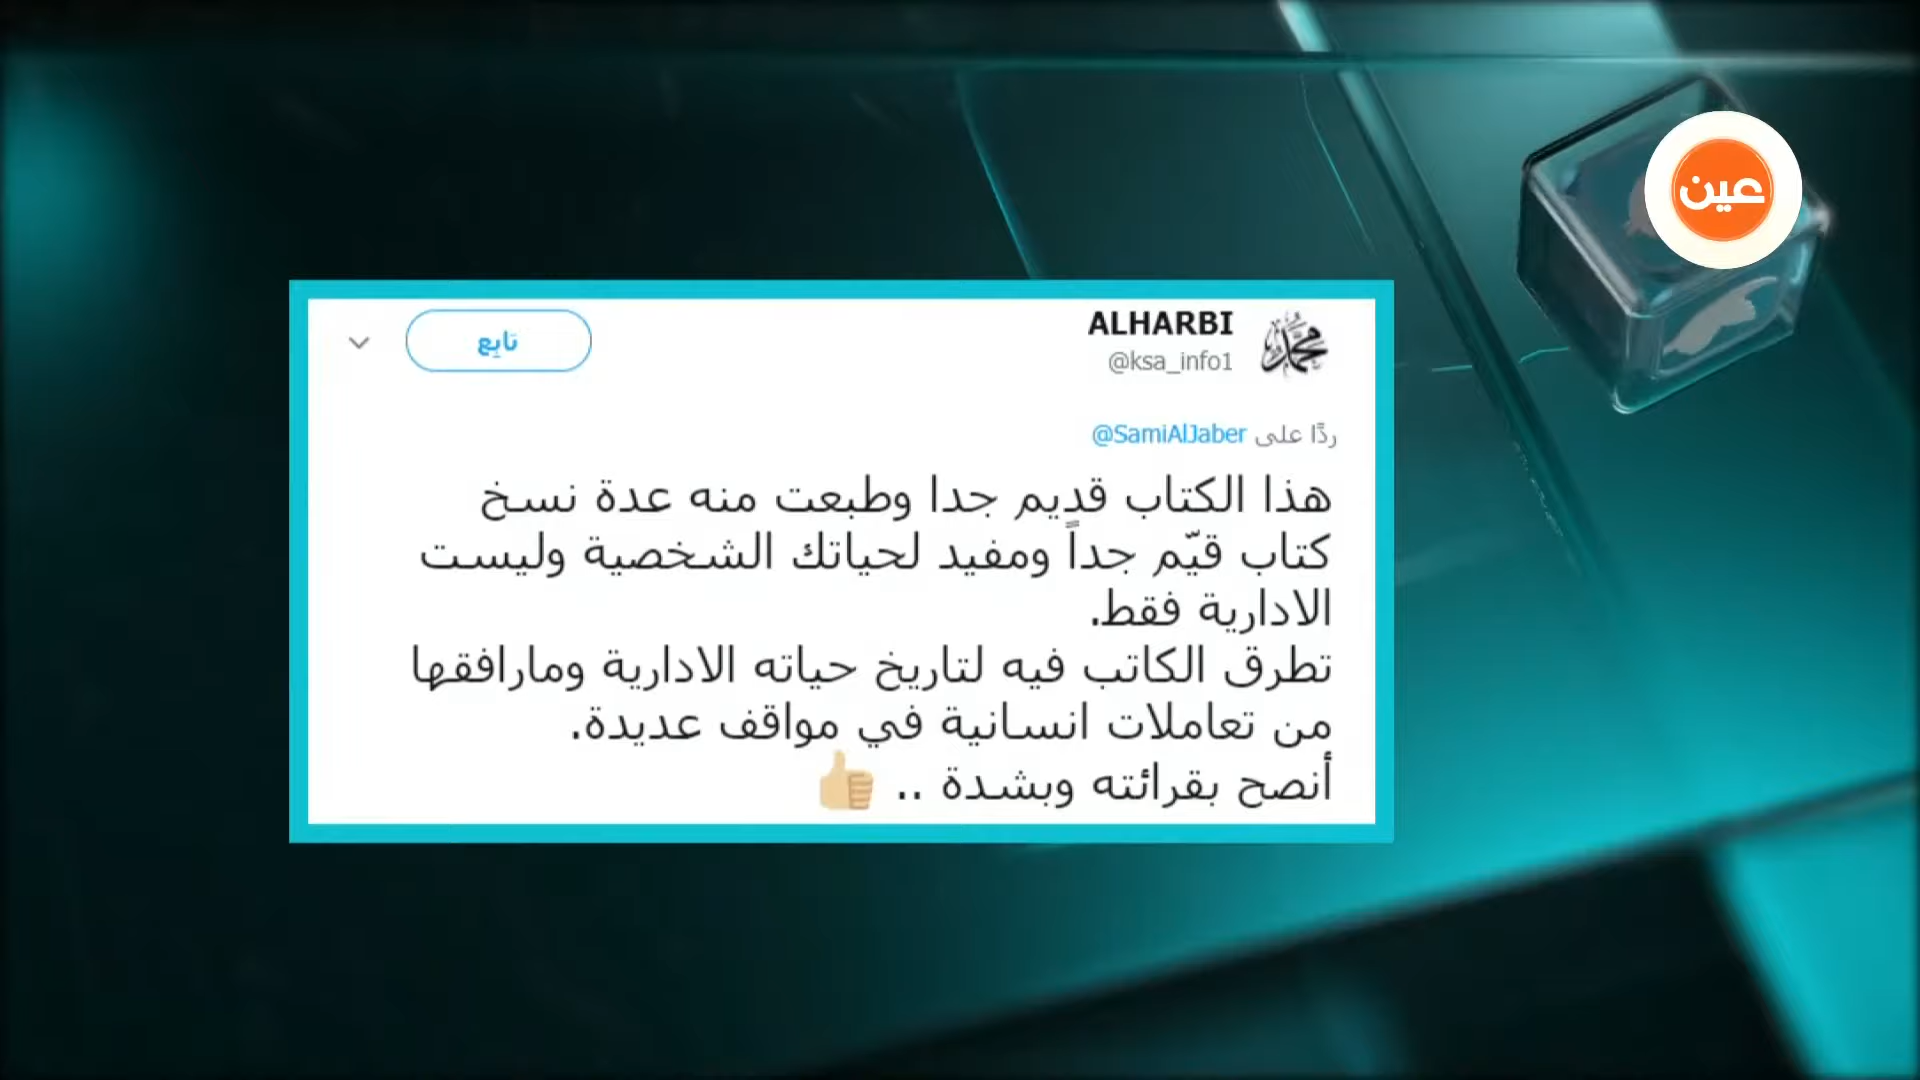 عين
ALHARBI
@ksa_info1
تابع
ردًا على @SamiAlJaber
هذا الكتاب قديم جدا وطبعت منه عدة نسخ
كتاب قيّم جداً ومفيد لحياتك الشخصية وليست
الادارية فقط.
تطرق الكاتب فيه لتاريخ حياته الادارية ومارافقها
من تعاملات انسانية في مواقف عديدة.
أنصح بقرائته وبشدة ..